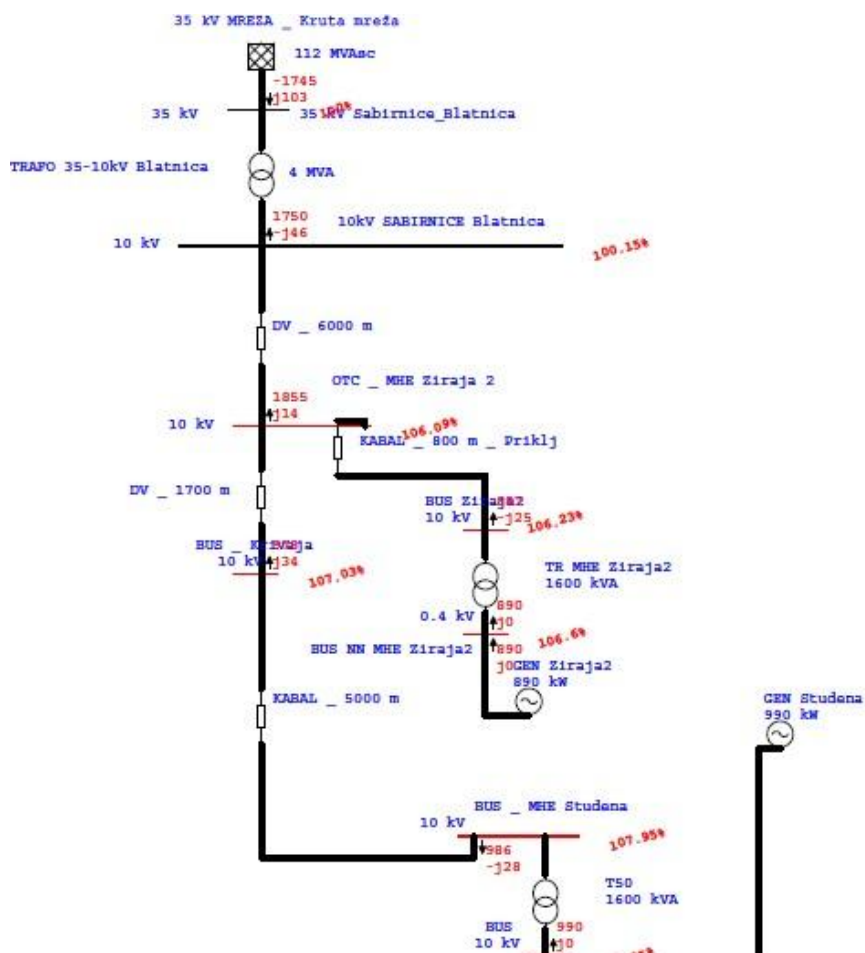 35 kV MREZA _ Kruta mreža
112 MVAsc
-1745
j103
35 kV
35 kV Sabirnice_Blatnica
TRAFO 35-10kV Blatnica
4 MVA
1750
-j46
10kV SABIRNICE Blatnica
10 kV
100.15%
DV _ 6000 m
OTC _ MHE Ziraja 2
1855
j14
10 kV
106.09%
KABAL _ 800 m _ Priklj
DV _ 1700 m
BUS Ziraja2
10 kV
-j25
106.23%
BUS _ Krivaja
10 kV
j34
107.03%
TR MHE Ziraja2
1600 kVA
0.4 kV
890
j0
106.6%
BUS NN MHE Ziraja2
890
j0
GEN Ziraja2
890 kW
KABAL _ 5000 m
GEN Studena
990 kW
BUS _ MHE Studena
10 kV
107.95%
986
-j28
T50
1600 kVA
BUS
10 kV
990
j0